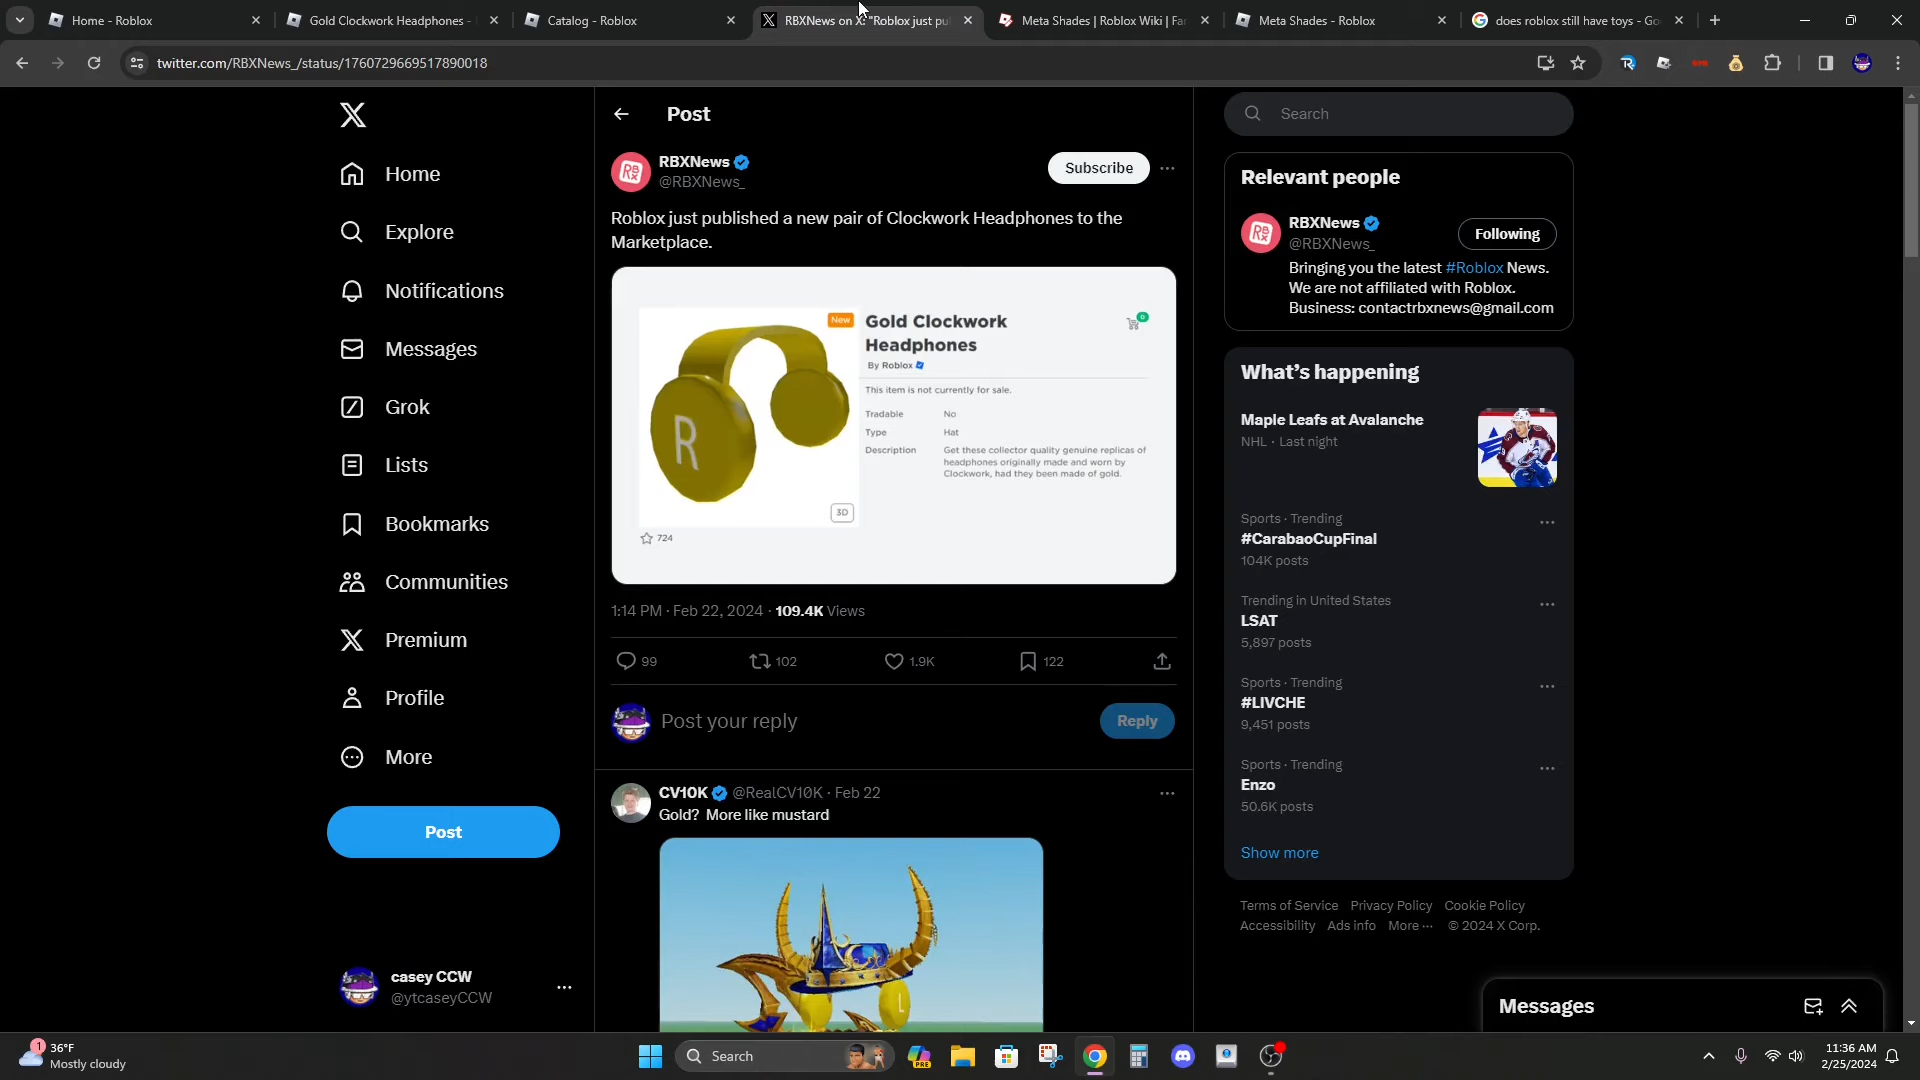 Home - Roblox
Gold Clockwork Headphones -
Catalog - Roblox
RBXNews on X: "Roblox just pu
Meta Shades | Roblox Wiki | Fa
Meta Shades - Roblox
does roblox still have toys - Go
twitter.com/RBXNews_/status/1760729669517890018
Home
Explore
Notifications
Messages
Grok
Lists
Bookmarks
Communities
Premium
Profile
More
Post
casey CCW
@ytcaseyCCW
Post
RBXNews
@RBXNews_
Subscribe
Roblox just published a new pair of Clockwork Headphones to the
Marketplace.
New
R
3D
724
Gold Clockwork
Headphones
By Roblox
0
This item is not currently for sale.
Tradable No
Type Hat
Description Get these collector quality genuine replicas of
headphones originally made and worn by
Clockwork, had they been made of gold.
1:14 PM · Feb 22, 2024 · 109.4K Views
99 102 1.9K 122
Post your reply
Reply
CV10K @RealCV10K · Feb 22
Gold? More like mustard
L
Search
Relevant people
RBXNews
@RBXNews_
Following
Bringing you the latest #Roblox News.
We are not affiliated with Roblox.
Business: contactrbxnews@gmail.com
What's happening
Maple Leafs at Avalanche
NHL · Last night
Sports · Trending
#CarabaoCupFinal
104K posts
Trending in United States
LSAT
5,897 posts
Sports · Trending
#LIVCHE
9,451 posts
Sports · Trending
Enzo
50.6K posts
Show more
Terms of Service Privacy Policy Cookie Policy
Accessibility Ads info More ··· © 2024 X Corp.
Messages
1
36°F
Mostly cloudy
Search
PRE
11:36 AM
2/25/2024